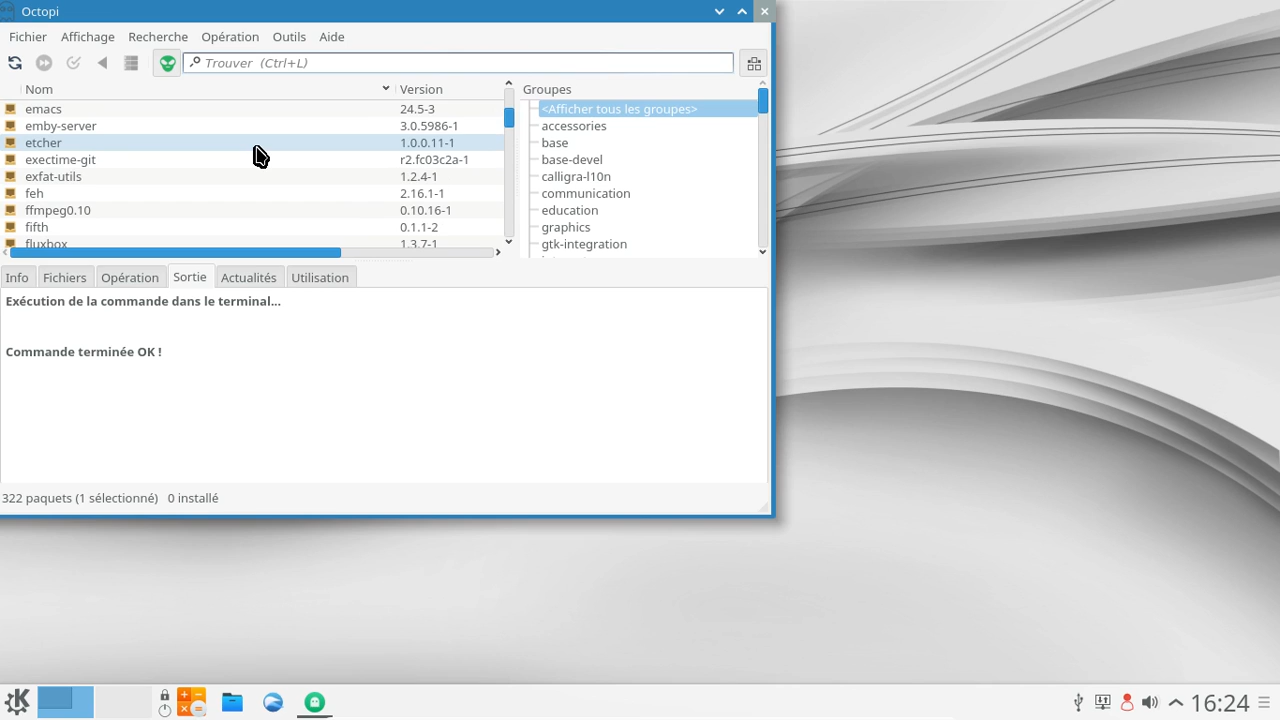 Octopi
Fichier Affichage Recherche Opération Outils Aide
Trouver (Ctrl+L)
Nom Version Groupes
emacs 24.5-3 <Afficher tous les groupes>
emby-server 3.0.5986-1 accessories
etcher 1.0.0.11-1 base
exectime-git r2.fc03c2a-1 base-devel
exfat-utils 1.2.4-1 calligra-l10n
feh 2.16.1-1 communication
ffmpeg0.10 0.10.16-1 education
fifth 0.1.1-2 graphics
fluxbox 1.3.7-1 gtk-integration
Info Fichiers Opération Sortie Actualités Utilisation
Exécution de la commande dans le terminal...
Commande terminée OK !
322 paquets (1 sélectionné) 0 installé
16:24